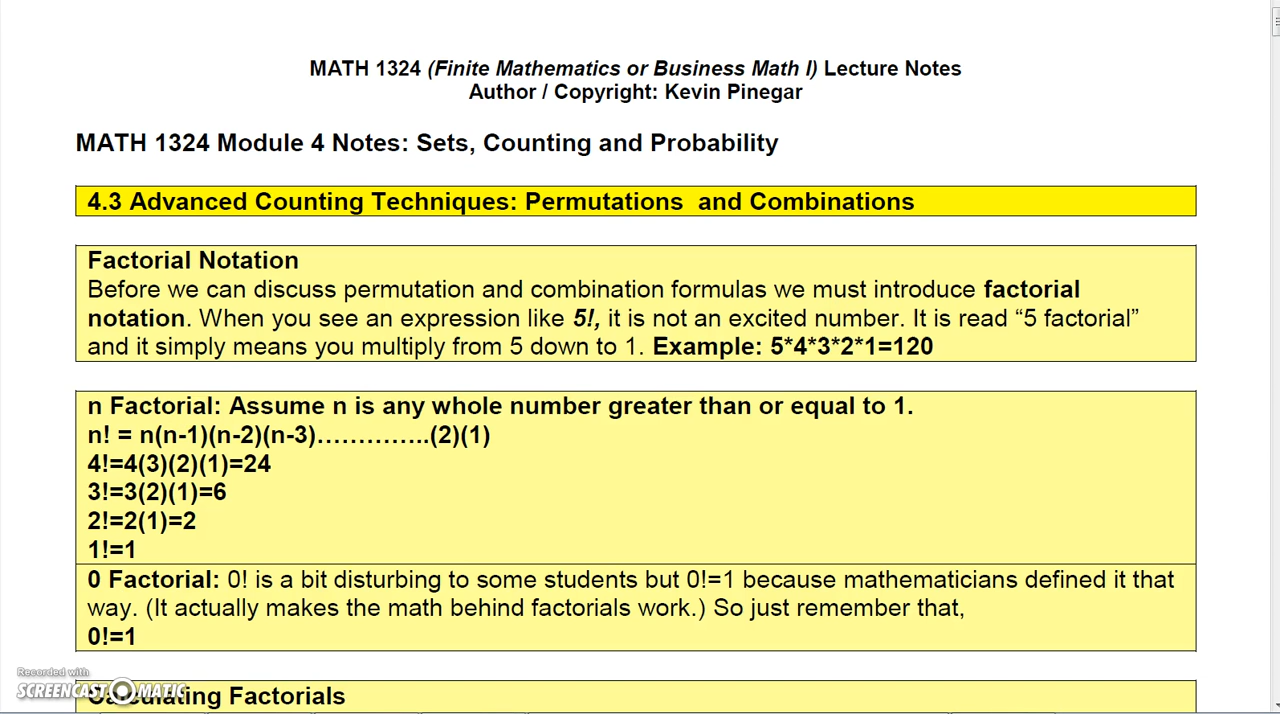 MATH 1324 (Finite Mathematics or Business Math I) Lecture Notes
Author / Copyright: Kevin Pinegar
MATH 1324 Module 4 Notes: Sets, Counting and Probability
4.3 Advanced Counting Techniques: Permutations and Combinations
Factorial Notation
Before we can discuss permutation and combination formulas we must introduce factorial
notation. When you see an expression like 5!, it is not an excited number. It is read “5 factorial”
and it simply means you multiply from 5 down to 1. Example: 5*4*3*2*1=120
n Factorial: Assume n is any whole number greater than or equal to 1.
n! = n(n-1)(n-2)(n-3)…………..(2)(1)
4!=4(3)(2)(1)=24
3!=3(2)(1)=6
2!=2(1)=2
1!=1
0 Factorial: 0! is a bit disturbing to some students but 0!=1 because mathematicians defined it that
way. (It actually makes the math behind factorials work.) So just remember that,
0!=1
Recorded with
SCREENCAST-O-MATIC
Calculating Factorials